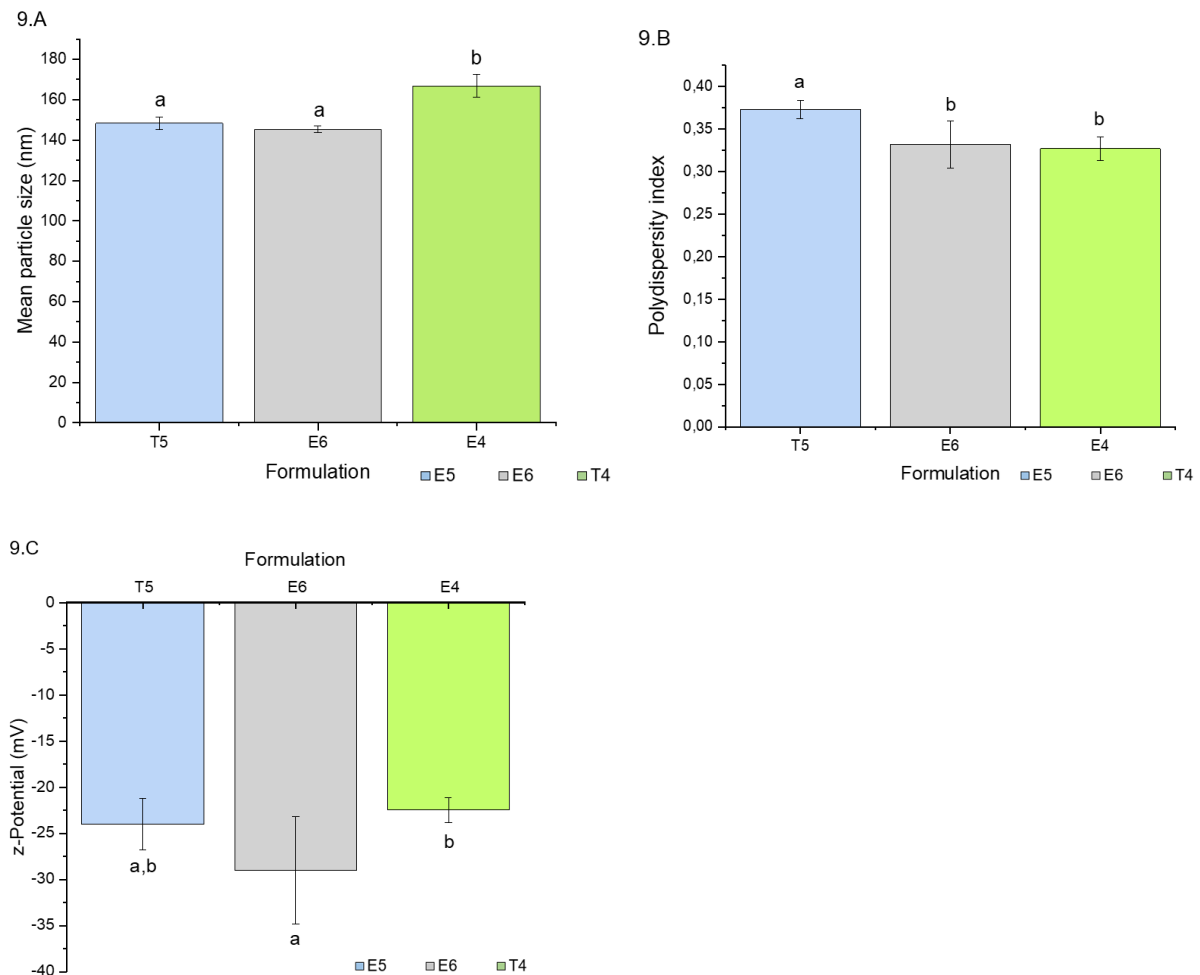 9.A
180
160
140
120
100
80
60
40
20
0
Mean particle size (nm)
a
a
b
T5 E6 E4
Formulation E5 E6 T4
9.B
0,40
0,35
0,30
0,25
0,20
0,15
0,10
0,05
0,00
Polydispersity index
a
b
b
T5 E6 E4
Formulation E5 E6 T4
9.C
Formulation
T5 E6 E4
0
-5
-10
-15
-20
-25
-30
-35
-40
z-Potential (mV)
a,b
a
b
E5 E6 T4